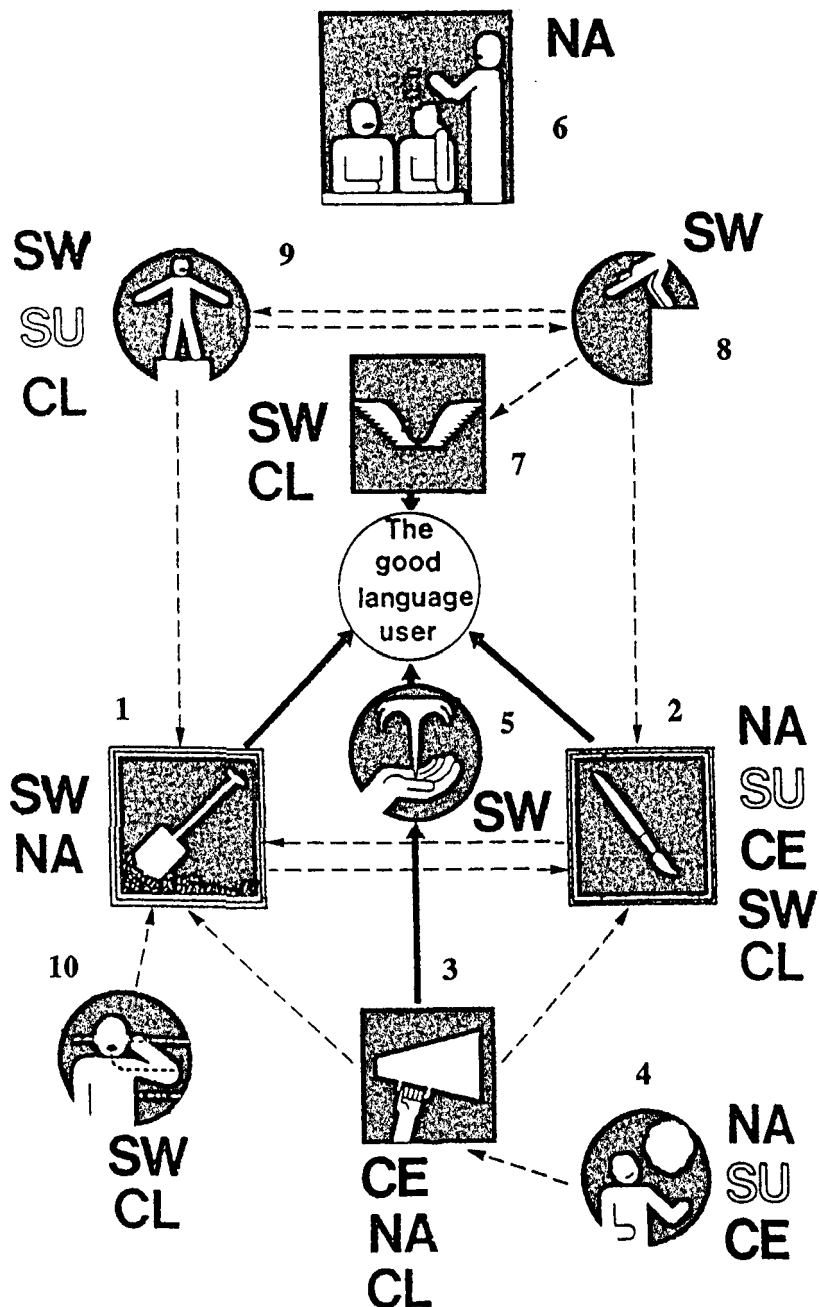 NA
6
SW
SU
CL
9
SW
8
SW
CL
7
The
good
language
user
1
SW
NA
5
SW
2
NA
SU
CE
SW
CL
10
SW
CL
3
CE
NA
CL
4
NA
SU
CE